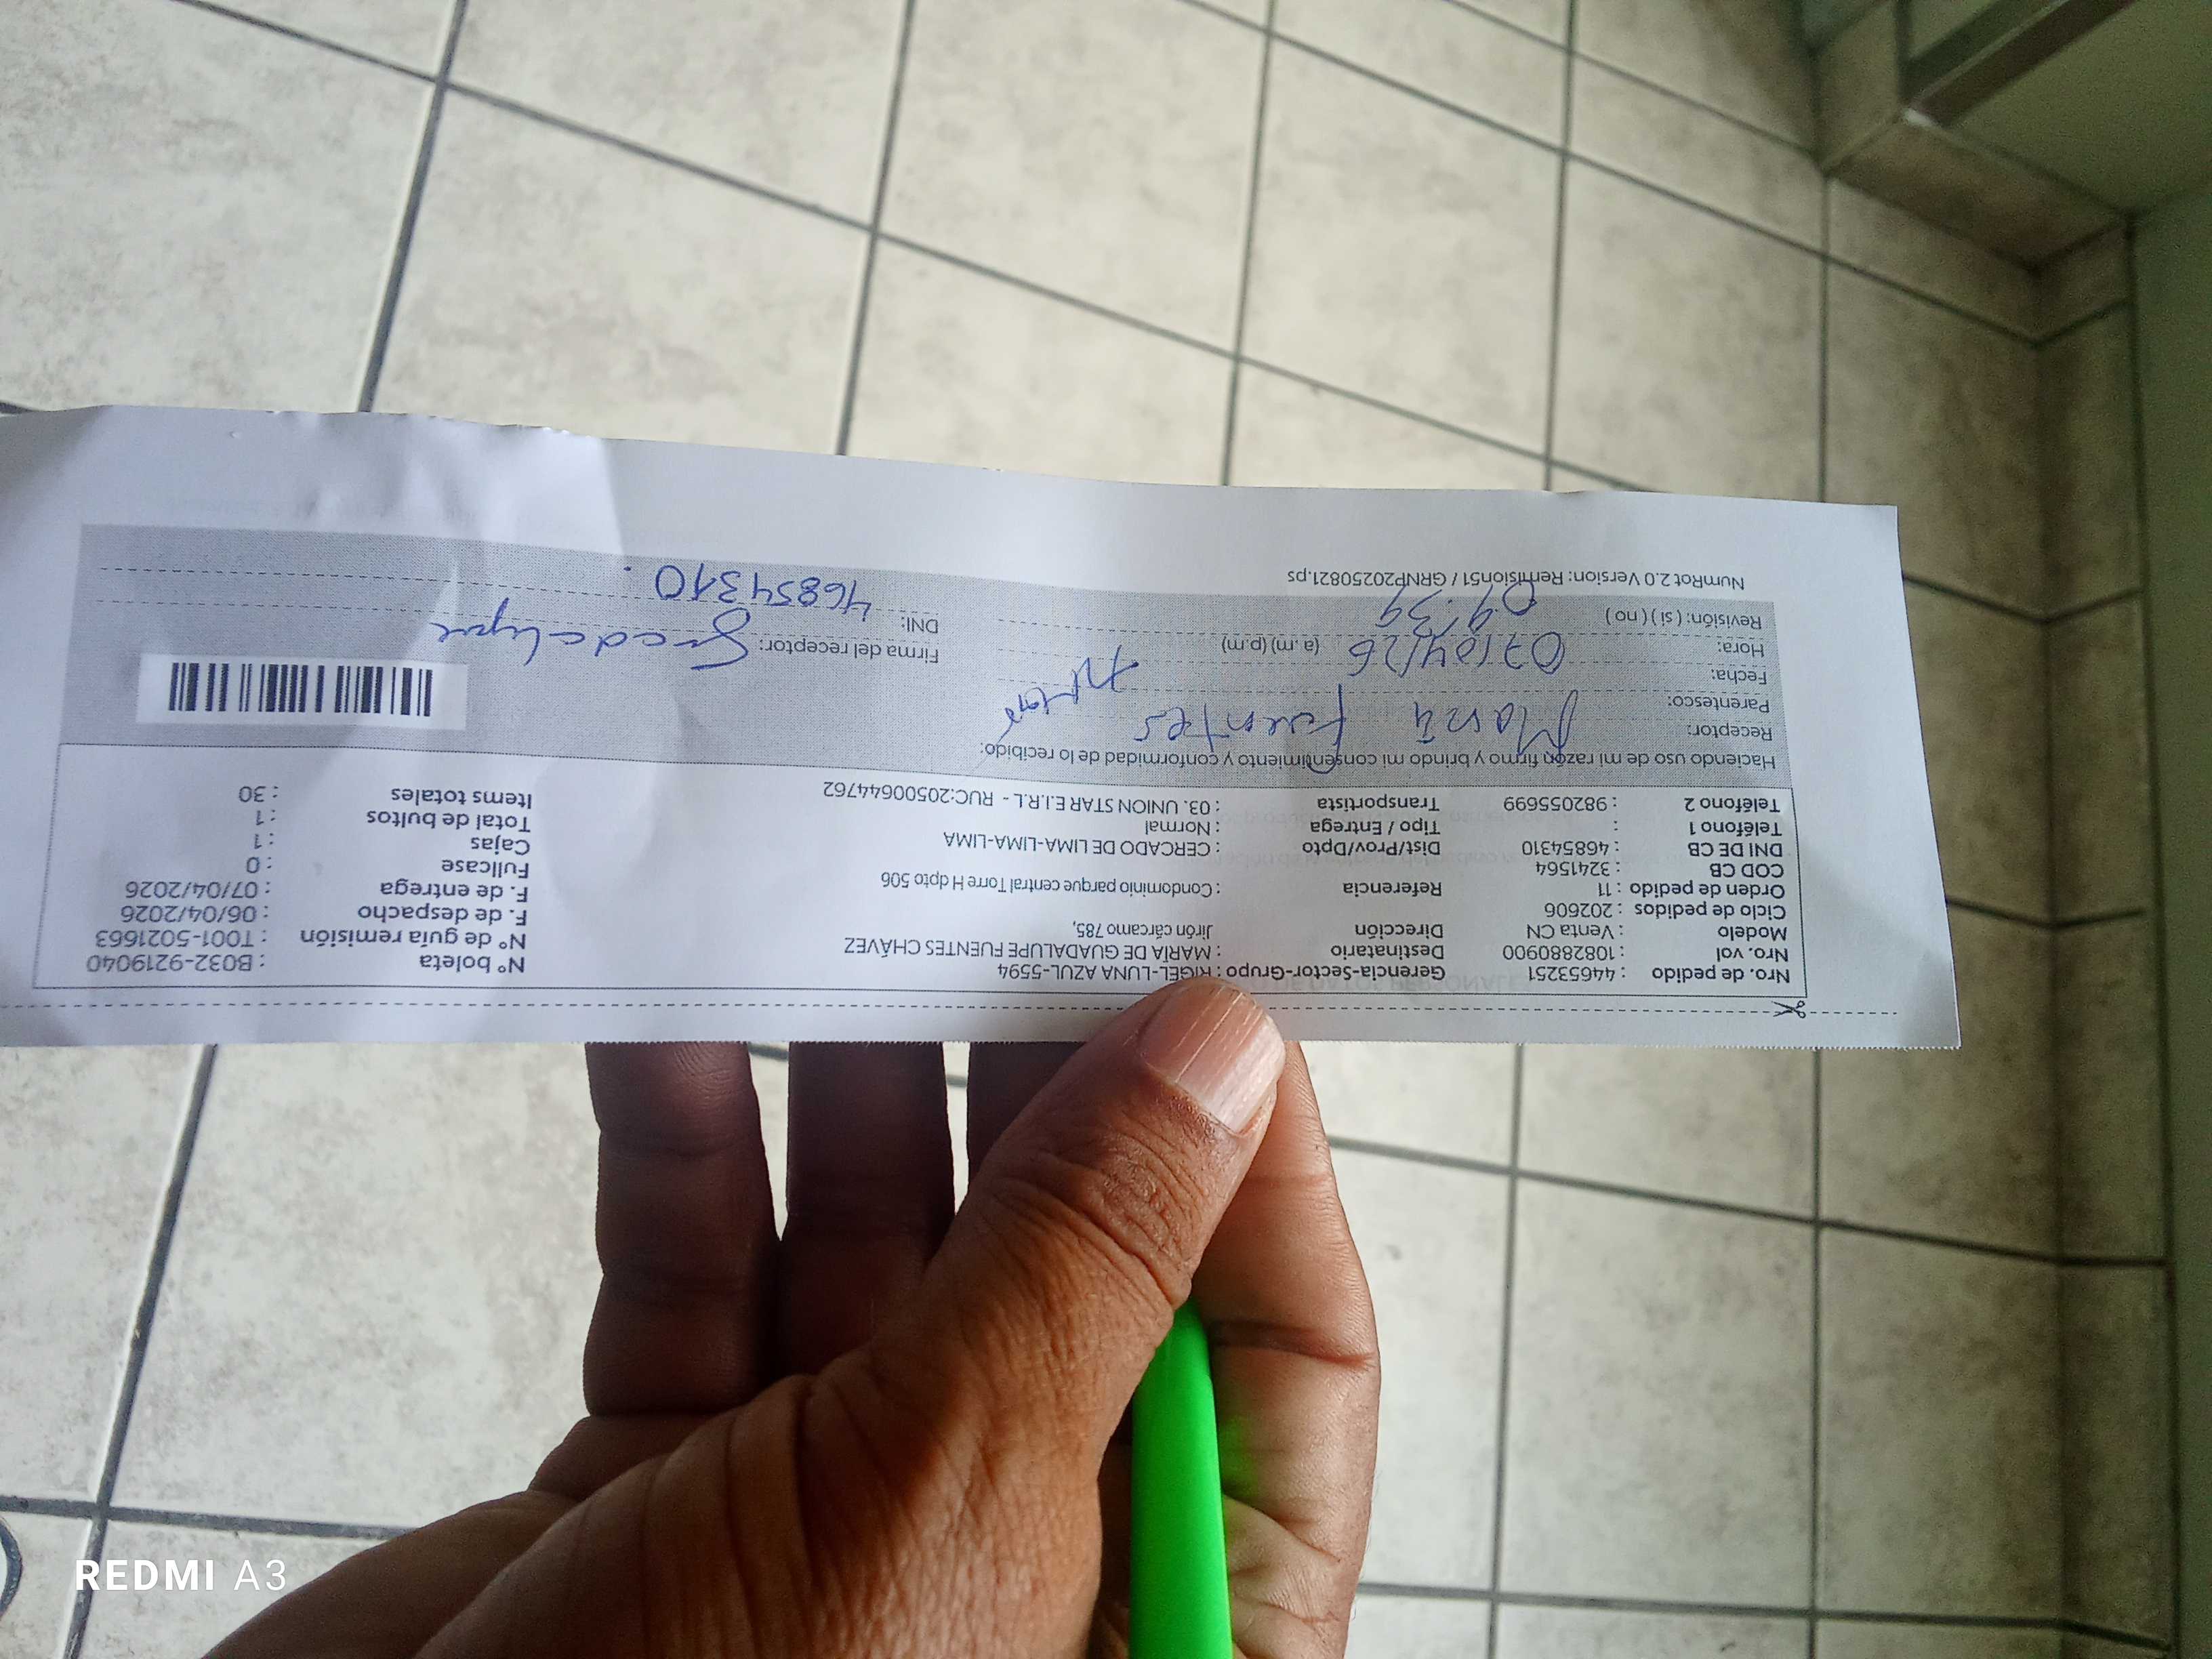 Nro. de pedido : 44653251 Gerencia-Sector-Grupo : RIGEL-LUNA AZUL-5594 N° boleta : B032-9219040
Nro. vol : 1082880900 Destinatario : MARÍA DE GUADALUPE FUENTES CHÁVEZ N° de guía remisión : T001-5021663
Modelo : Venta CN Dirección Jirón cárcamo 785, F. de despacho : 06/04/2026
Ciclo de pedidos : 202606 F. de entrega : 07/04/2026
Orden de pedido : 11 Referencia : Condominio parque central Torre H dpto 506 Fullcase : 0
COD CB : 3241564 Cajas : 1
DNI DE CB : 46854310 Dist/Prov/Dpto : CERCADO DE LIMA-LIMA-LIMA Total de bultos : 1
Teléfono 1 : Tipo / Entrega : Normal Items totales : 30
Teléfono 2 : 982055699 Transportista : 03. UNION STAR E.I.R.L - RUC:20500644762
Haciendo uso de mi razón firmo y brindo mi consentimiento y conformidad de lo recibido:
Receptor: María Fuentes
Parentesco: titular
Fecha: 07/04/26 Firma del receptor: Guadalupe
Hora: 09:39 (a.m) (p.m) DNI: 46854310.
Revisión: ( si ) ( no )
NumRot 2.0 Version: Remision51 / GRNP20250821.ps
REDMI A3